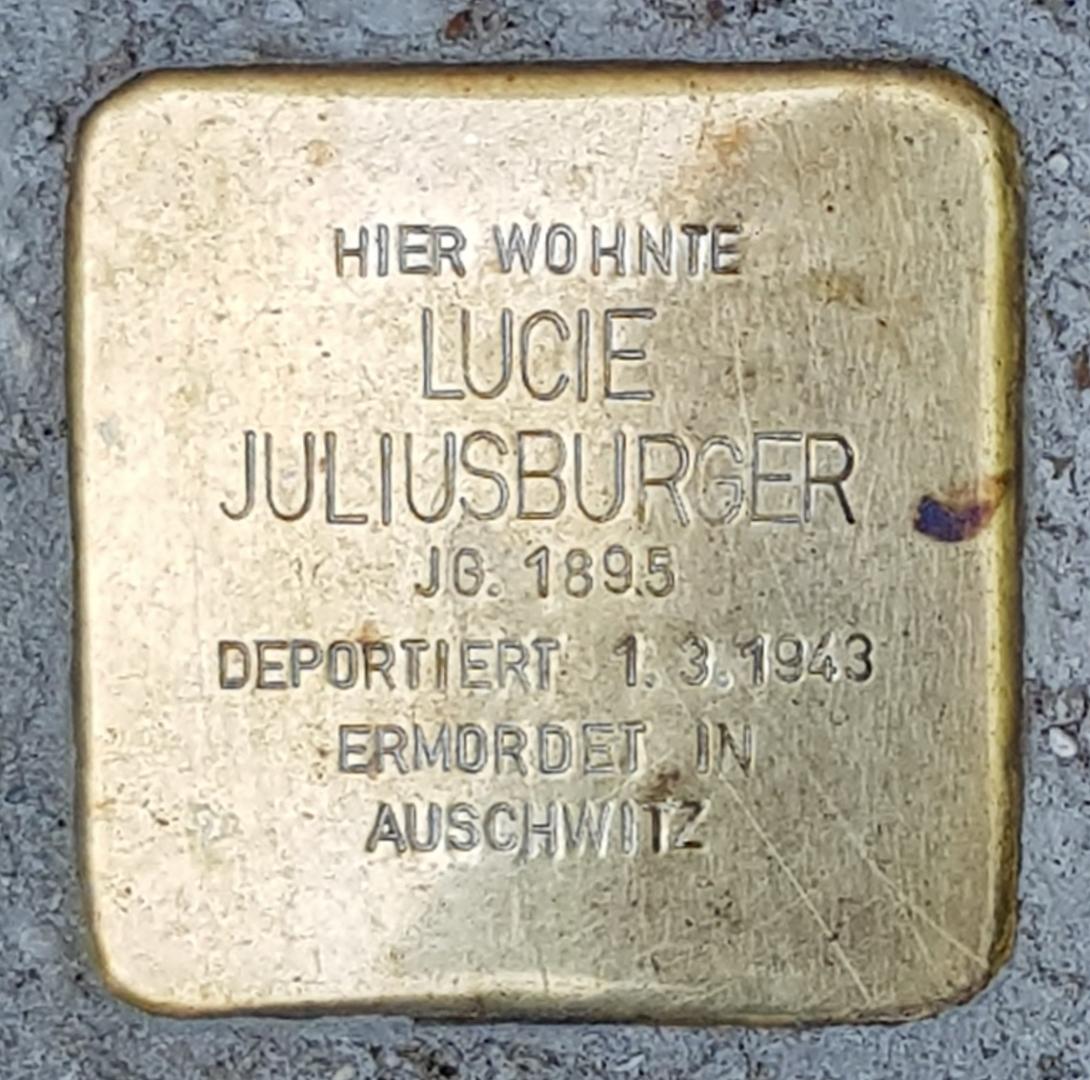 HIER WOHNTE
LUCIE
JULIUSBURGER
JG. 1895
DEPORTIERT 1.3.1943
ERMORDET IN
AUSCHWITZ